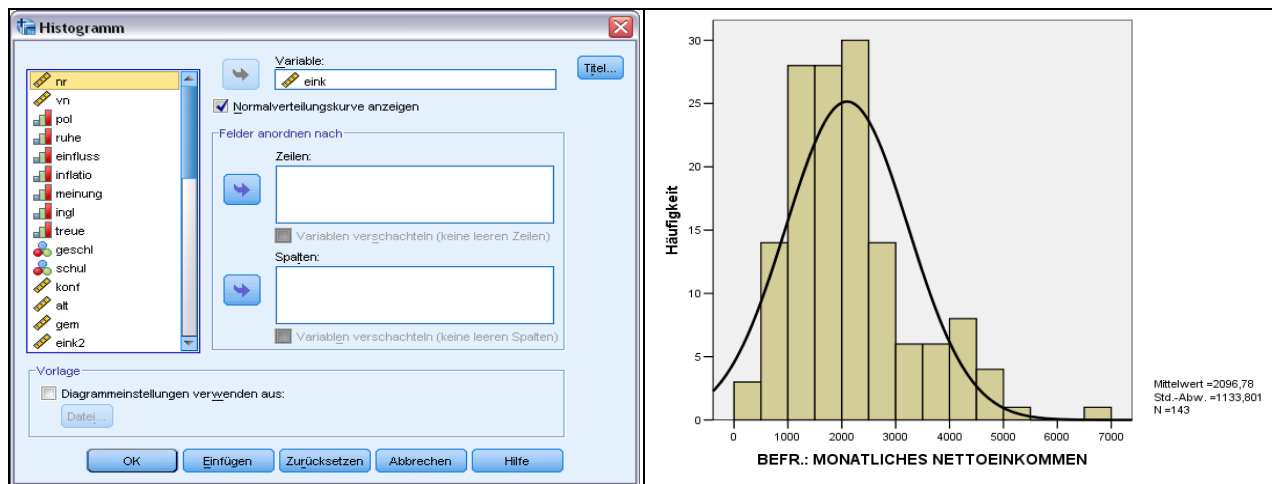 Histogramm
nr
vn
pol
ruhe
einfluss
inflatio
meinung
ingl
treue
geschl
schul
konf
alt
gem
eink2
Variable:
eink
Titel...
Normalverteilungskurve anzeigen
Felder anordnen nach
Zeilen:
Variablen verschachteln (keine leeren Zeilen)
Spalten:
Variablen verschachteln (keine leeren Spalten)
Vorlage
Diagrammeinstellungen verwenden aus:
Datei...
OK
Einfügen
Zurücksetzen
Abbrechen
Hilfe
Häufigkeit
30
25
20
15
10
5
0
0 1000 2000 3000 4000 5000 6000 7000
BEFR.: MONATLICHES NETTOEINKOMMEN
Mittelwert =2096,78
Std.-Abw. =1133,801
N =143